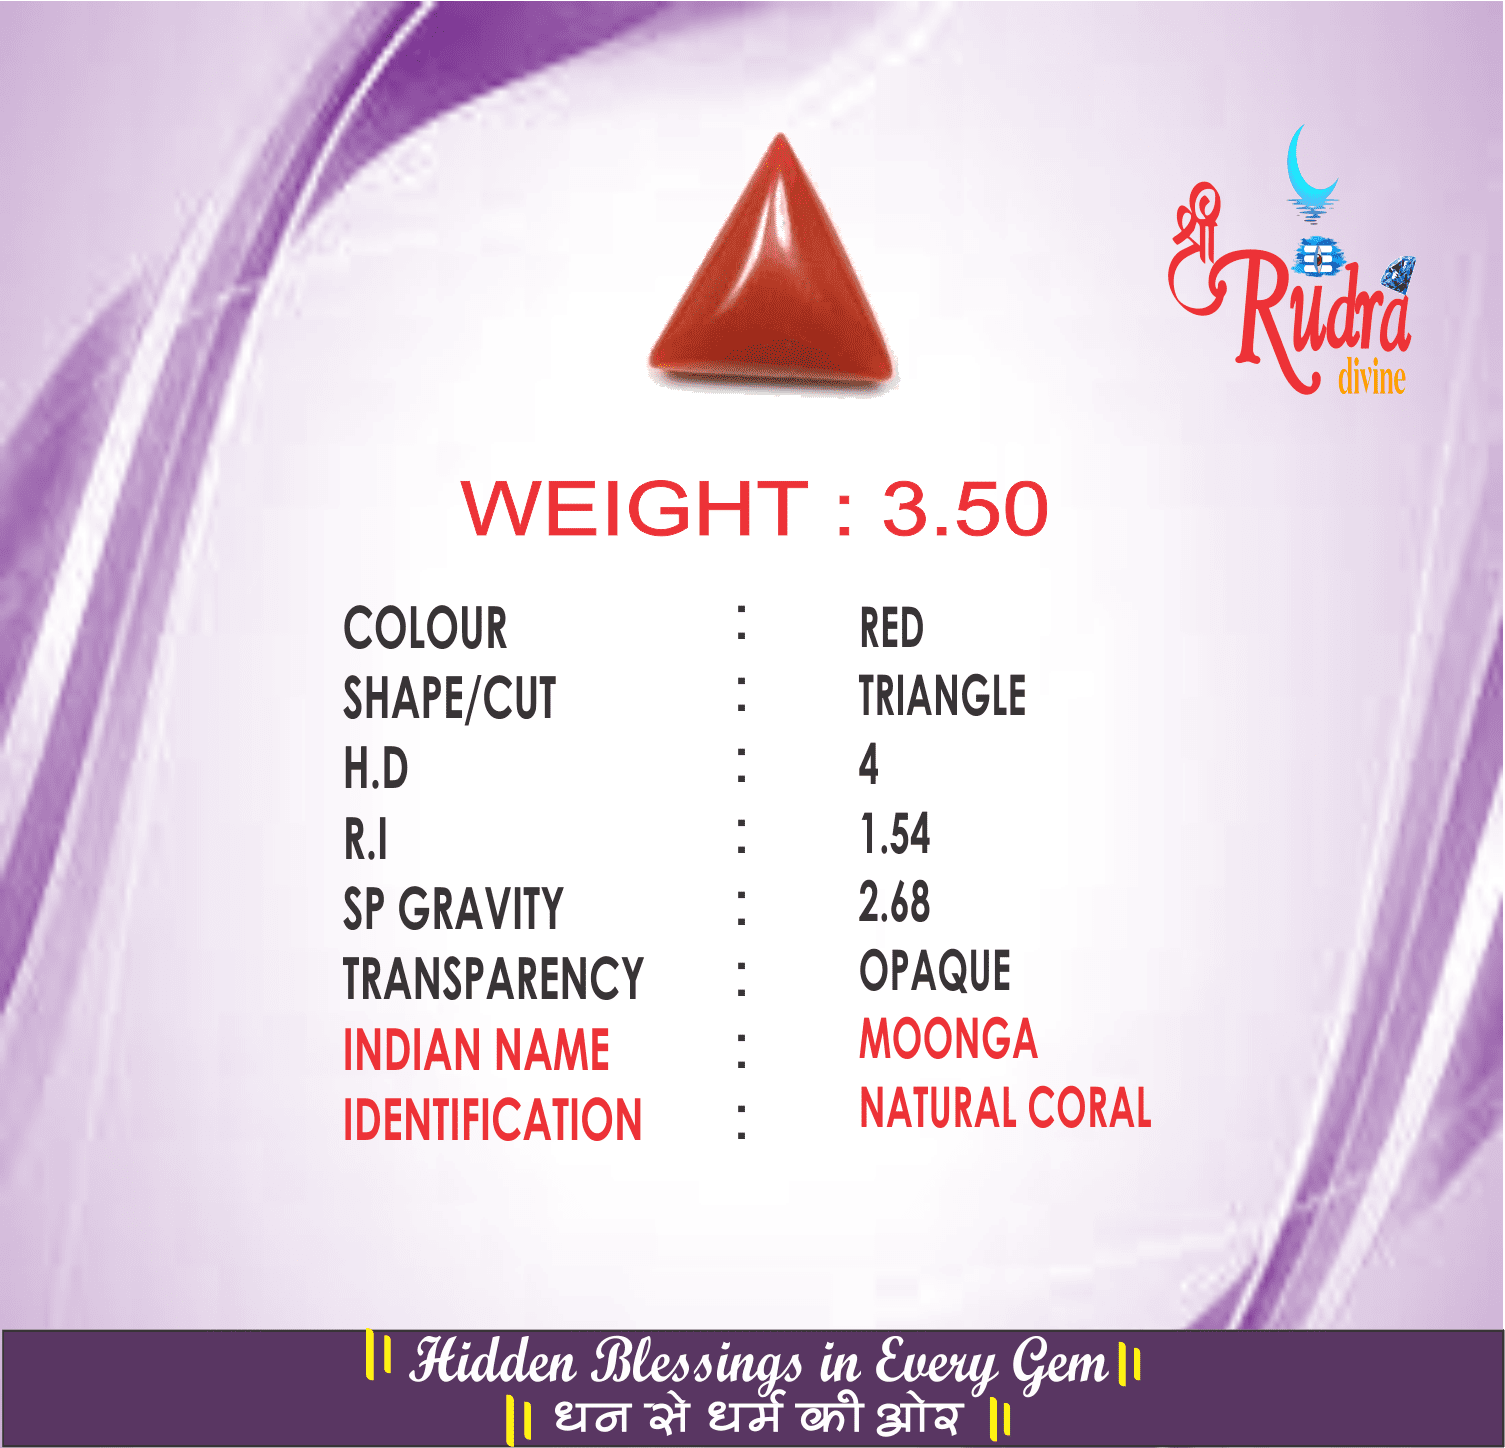 श्री
Rudra
divine
WEIGHT : 3.50
COLOUR : RED
SHAPE/CUT : TRIANGLE
H.D : 4
R.I : 1.54
SP GRAVITY : 2.68
TRANSPARENCY : OPAQUE
INDIAN NAME : MOONGA
IDENTIFICATION : NATURAL CORAL
|| Hidden Blessings in Every Gem ||
|| धन से धर्म की ओर ||